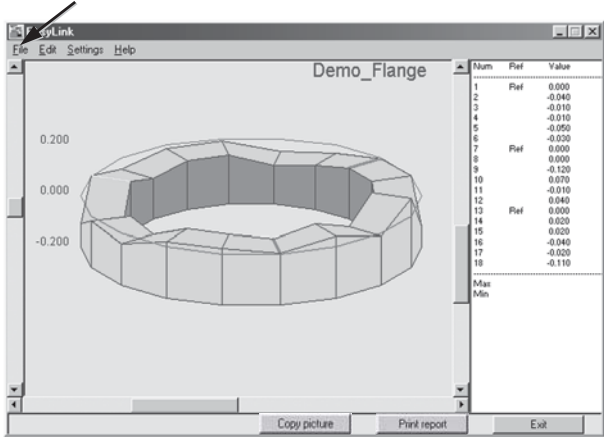 EasyLink
File Edit Settings Help
Demo_Flange
0.200
0.000
-0.200
Num Ref Value
1 Ref 0.000
2 -0.040
3 -0.010
4 -0.010
5 -0.050
6 -0.030
7 Ref 0.000
8 0.000
9 -0.120
10 0.070
11 -0.010
12 0.040
13 Ref 0.000
14 0.020
15 0.020
16 -0.040
17 -0.020
18 -0.110
Max
Min
Copy picture Print report Exit